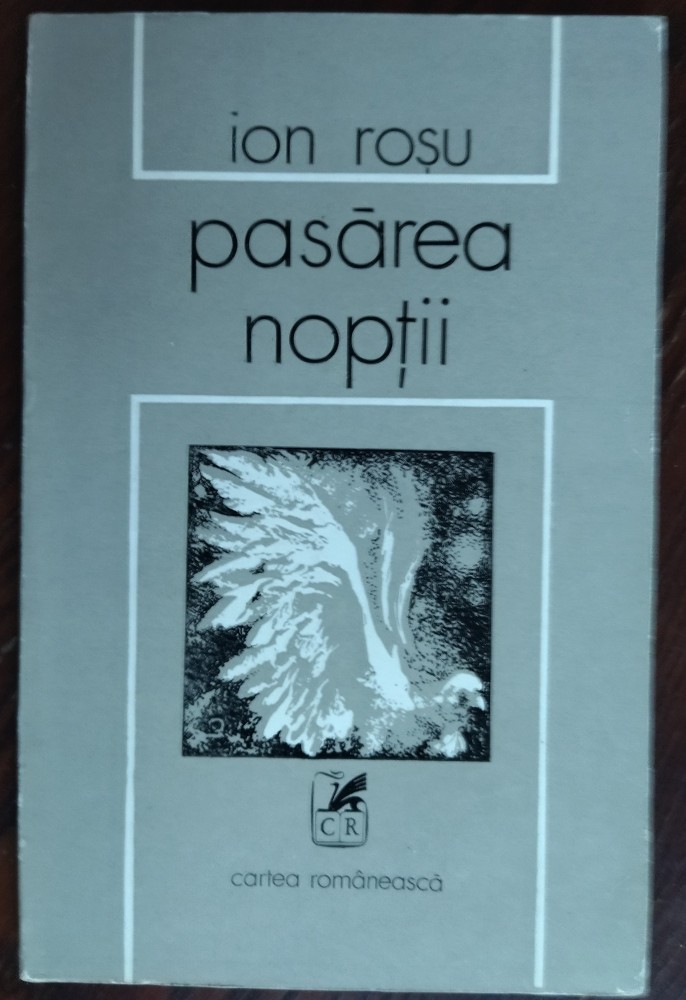 ion roșu
pasărea
nopții
CR
cartea românească